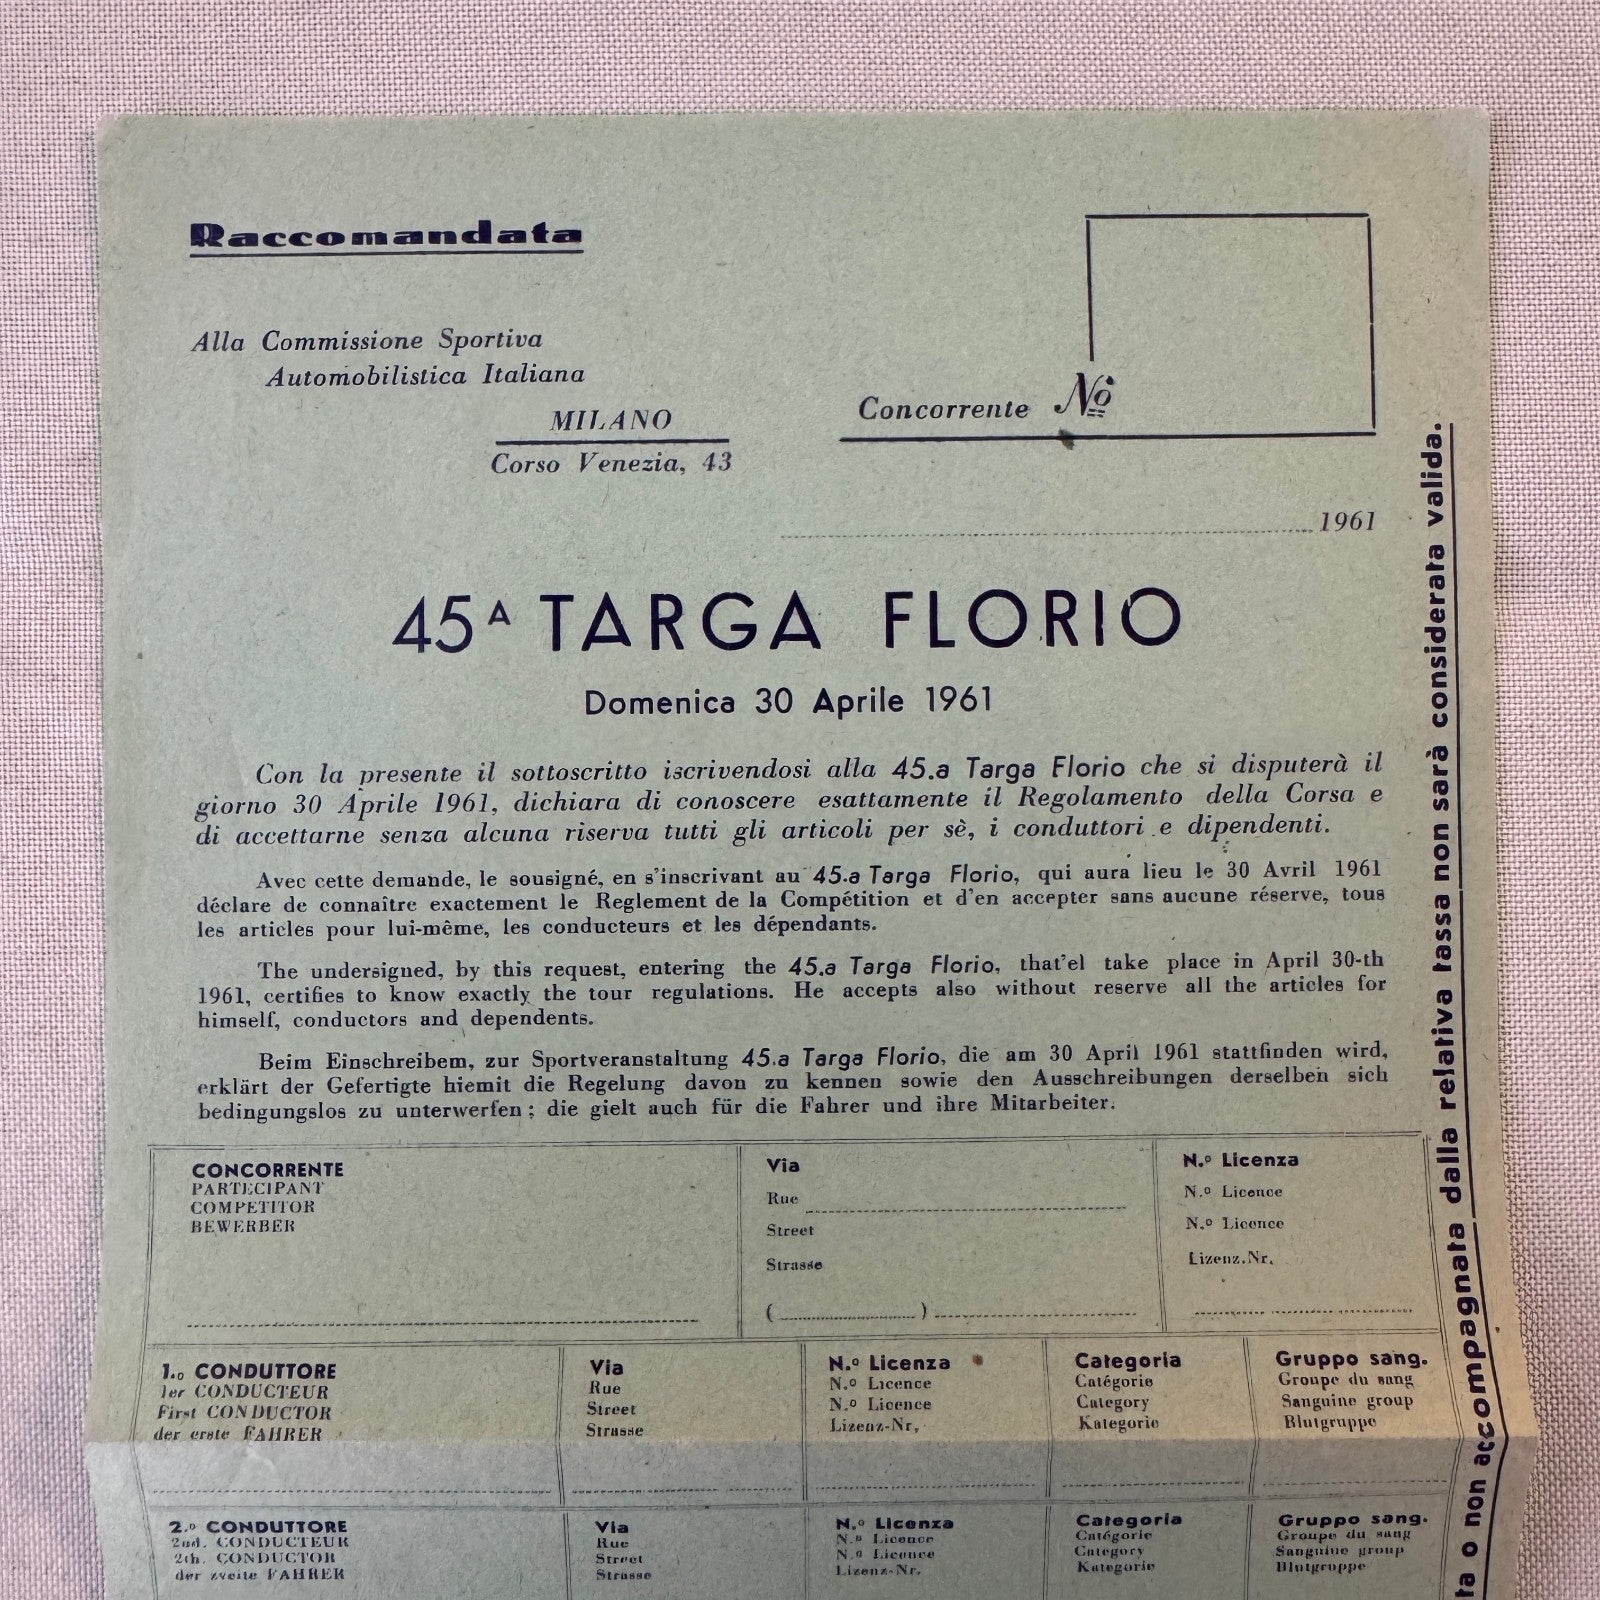 Raccomandata
Alla Commissione Sportiva
Automobilistica Italiana
MILANO
Corso Venezia, 43
Concorrente Nº
1961
45ᴬ TARGA FLORIO
Domenica 30 Aprile 1961
Con la presente il sottoscritto iscrivendosi alla 45.a Targa Florio che si disputerà il
giorno 30 Aprile 1961, dichiara di conoscere esattamente il Regolamento della Corsa e
di accettarne senza alcuna riserva tutti gli articoli per sè, i conduttori e dipendenti.
Avec cette demande, le sousigné, en s'inscrivant au 45.a Targa Florio, qui aura lieu le 30 Avril 1961
déclare de connaître exactement le Reglement de la Compétition et d'en accepter sans aucune réserve, tous
les articles pour lui-même, les conducteurs et les dépendants.
The undersigned, by this request, entering the 45.a Targa Florio, that'el take place in April 30-th
1961, certifies to know exactly the tour regulations. He accepts also without reserve all the articles for
himself, conductors and dependents.
Beim Einschreibem, zur Sportveranstaltung 45.a Targa Florio, die am 30 April 1961 stattfinden wird,
erklärt der Gefertigte hiemit die Regelung davon zu kennen sowie den Ausschreibungen derselben sich
bedingungslos zu unterwerfen; die gielt auch für die Fahrer und ihre Mitarbeiter.
CONCORRENTE
PARTECIPANT
COMPETITOR
BEWERBER
Via
Rue
Street
Strasse
( )
N.º Licenza
N.º Licence
N.º Licence
Lizenz.Nr.
1.º CONDUTTORE
1er CONDUCTEUR
First CONDUCTOR
der erste FAHRER
Via
Rue
Street
Strasse
N.º Licenza
N.º Licence
N.º Licence
Lizenz-Nr.
Categoria
Catégorie
Category
Kategorie
Gruppo sang.
Groupe du sang
Sanguine group
Blutgruppe
2.º CONDUTTORE
2nd. CONDUCTEUR
2th. CONDUCTOR
der zveite FAHRER
Via
Rue
Street
Strasse
N.º Licenza
N.º Licence
N.º Licence
Lizenz-Nr.
Categoria
Catégorie
Category
Kategorie
Gruppo sang.
Groupe du sang
Sanguine group
Blutgruppe
o non accompagnata dalla relativa tassa non sarà considerata valida.